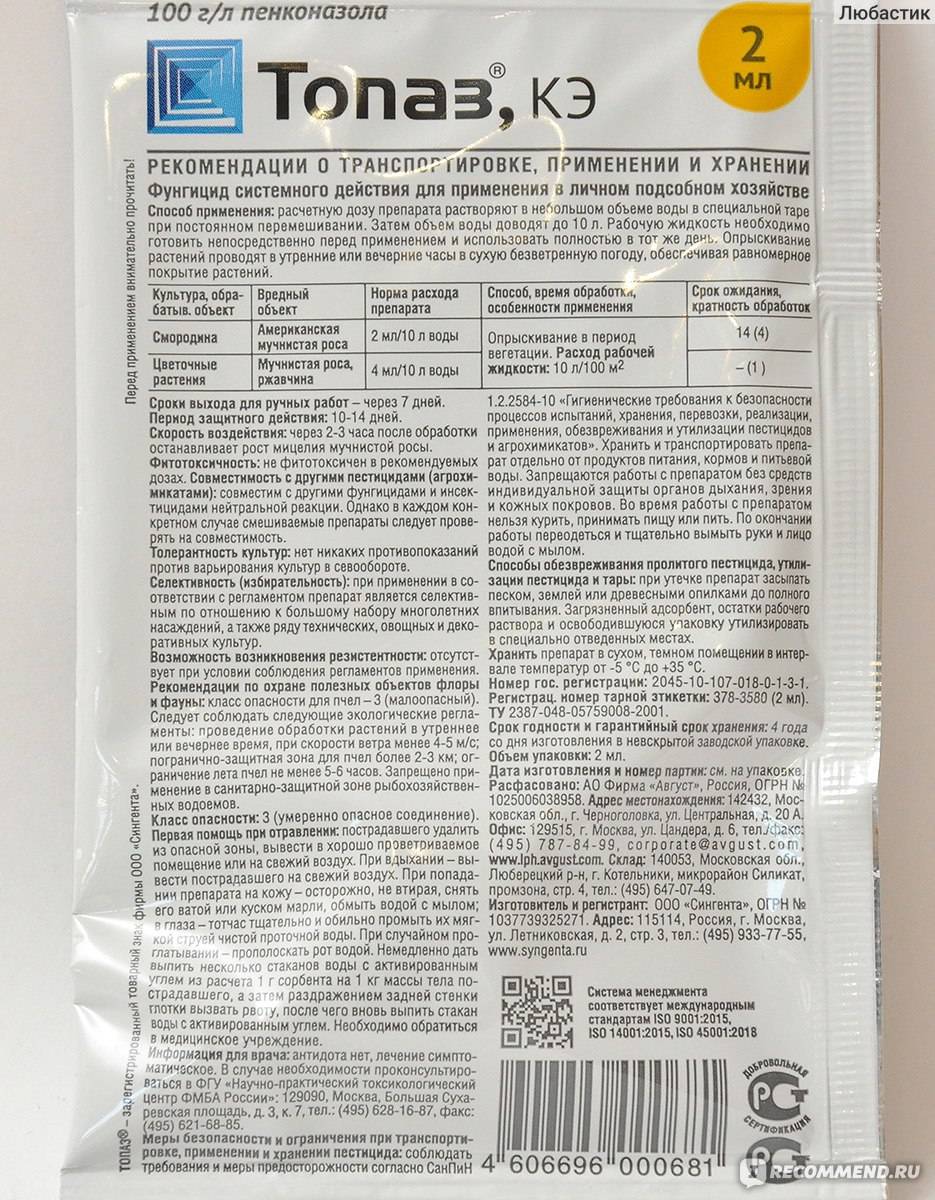 Любастик
100 г/л пенконазола
2
МЛ
Топаз®, КЭ
РЕКОМЕНДАЦИИ О ТРАНСПОРТИРОВКЕ, ПРИМЕНЕНИИ И ХРАНЕНИИ
Фунгицид системного действия для применения в личном подсобном хозяйстве
Перед применением внимательно прочитать!
Способ применения: расчетную дозу препарата растворяют в небольшом объеме воды в специальной таре
при постоянном перемешивании. Затем объем воды доводят до 10 л. Рабочую жидкость необходимо
готовить непосредственно перед применением и использовать полностью в тот же день. Опрыскивание
растений проводят в утренние или вечерние часы в сухую безветренную погоду, обеспечивая равномерное
покрытие растений.
Культура, обра- Вредный Норма расхода Способ, время обработки, Срок ожидания,
батыв. объект объект препарата особенности применения кратность обработок
Смородина Американская мучнистая роса 2 мл/10 л воды Опрыскивание в период 14 (4)
Цветочные растения Мучнистая роса, ржавчина 4 мл/10 л воды вегетации. Расход рабочей жидкости: 10 л/100 м² – (1 )
Сроки выхода для ручных работ – через 7 дней.
Период защитного действия: 10-14 дней.
Скорость воздействия: через 2-3 часа после обработки
останавливает рост мицелия мучнистой росы.
Фитотоксичность: не фитотоксичен в рекомендуемых
дозах. Совместимость с другими пестицидами (агрохи-
микатами): совместим с другими фунгицидами и инсек-
тицидами нейтральной реакции. Однако в каждом кон-
кретном случае смешиваемые препараты следует прове-
рять на совместимость.
Толерантность культур: нет никаких противопоказаний
против варьирования культур в севообороте.
Селективность (избирательность): при применении в со-
ответствии с регламентом препарат является селектив-
ным по отношению к большому набору многолетних
насаждений, а также ряду технических, овощных и деко-
ративных культур.
Возможность возникновения резистентности: отсутст-
вует при условии соблюдения регламентов применения.
Рекомендации по охране полезных объектов флоры
и фауны: класс опасности для пчел – 3 (малоопасный).
Следует соблюдать следующие экологические регла-
менты: проведение обработки растений в утреннее
или вечернее время, при скорости ветра менее 4-5 м/с;
погранично-защитная зона для пчел более 2-3 км; ог-
раничение лета пчел не менее 5-6 часов. Запрещено при-
менение в санитарно-защитной зоне рыбохозяйствен-
ных водоемов.
Класс опасности: 3 (умеренно опасное соединение).
Первая помощь при отравлении: пострадавшего удалить
из опасной зоны, вывести в хорошо проветриваемое
помещение или на свежий воздух. При вдыхании – вы-
вести пострадавшего на свежий воздух. При попада-
нии препарата на кожу – осторожно, не втирая, снять
его ватой или куском марли, обмыть водой с мылом;
в глаза – тотчас тщательно и обильно промыть их мяг-
кой струей чистой проточной воды. При случайном про-
глатывании – прополоскать рот водой. Немедленно дать
выпить несколько стаканов воды с активированным
углем из расчета 1 г сорбента на 1 кг массы тела по-
страдавшего, а затем раздражением задней стенки
глотки вызвать рвоту, после чего вновь выпить стакан
воды с активированным углем. Необходимо обратиться
в медицинское учреждение.
Информация для врача: антидота нет, лечение симпто-
матическое. В случае необходимости проконсультиро-
ваться в ФГУ «Научно-практический токсикологический
центр ФМБА России»: 129090, Москва, Большая Суха-
ревская площадь, д. 3, к. 7, тел.: (495) 628-16-87, факс:
(495) 621-68-85.
Меры безопасности и ограничения при транспорти-
ровке, применении и хранении пестицида: соблюдать
требования и меры предосторожности согласно СанПиН
ТОПАЗ® – зарегистрированный товарный знак фирмы ООО «Сингента».
1.2.2584-10 «Гигиенические требования к безопасности
процессов испытаний, хранения, перевозки, реализации,
применения, обезвреживания и утилизации пестицидов
и агрохимикатов». Хранить и транспортировать препа-
рат отдельно от продуктов питания, кормов и питьевой
воды. Запрещаются работы с препаратом без средств
индивидуальной защиты органов дыхания, зрения
и кожных покровов. Во время работы с препаратом
нельзя курить, принимать пищу или пить. По окончании
работы переодеться и тщательно вымыть руки и лицо
водой с мылом.
Способы обезвреживания пролитого пестицида, утили-
зации пестицида и тары: при утечке препарат засыпать
песком, землей или древесными опилками до полного
впитывания. Загрязненный адсорбент, остатки рабочего
раствора и освободившуюся упаковку утилизировать
в специально отведенных местах.
Хранить препарат в сухом, темном помещении в интер-
вале температур от -5 °С до +35 °С.
Номер гос. регистрации: 2045-10-107-018-0-1-3-1.
Регистрац. номер тарной этикетки: 378-3580 (2 мл).
ТУ 2387-048-05759008-2001.
Срок годности и гарантийный срок хранения: 4 года
со дня изготовления в невскрытой заводской упаковке.
Объем упаковки: 2 мл.
Дата изготовления и номер партии: см. на упаковке.
Расфасовано: АО Фирма «Август», Россия, ОГРН №
1025006038958. Адрес местонахождения: 142432, Мос-
ковская обл., г. Черноголовка, ул. Центральная, д. 20 А.
Офис: 129515, г. Москва, ул. Цандера, д. 6, тел./факс:
(495) 787-84-99, corporate@avgust.com,
www.lph.avgust.com. Склад: 140053, Московская обл.,
Люберецкий р-н, г. Котельники, микрорайон Силикат,
промзона, стр. 4, тел.: (495) 647-07-49.
Изготовитель и регистрант: ООО «Сингента», ОГРН №
1037739325271. Адрес: 115114, Россия, г. Москва,
ул. Летниковская, д. 2, стр. 3, тел.: (495) 933-77-55,
www.syngenta.ru
Система менеджмента
соответствует международным
стандартам ISO 9001:2015,
ISO 14001:2015, ISO 45001:2018
ДОБРОВОЛЬНАЯ
СЕРТИФИКАЦИЯ
4 606696 000681
RECOMMEND.RU